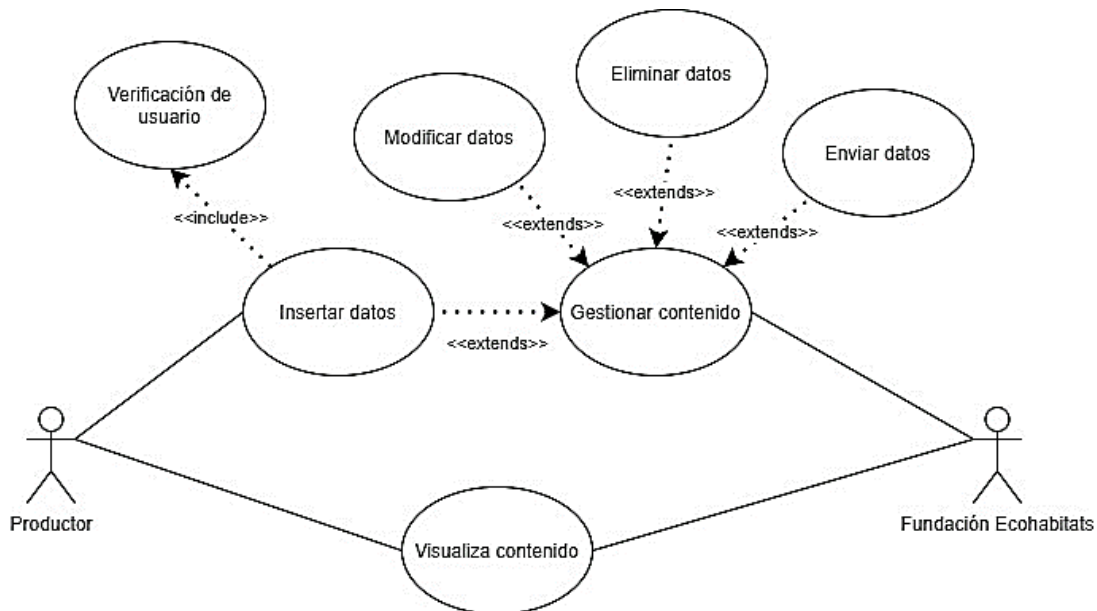 Eliminar datos
Verificación de
usuario
Modificar datos
Enviar datos
<<extends>>
<<include>>
<<extends>>
<<extends>>
Insertar datos
Gestionar contenido
<<extends>>
Productor
Fundación Ecohabitats
Visualiza contenido